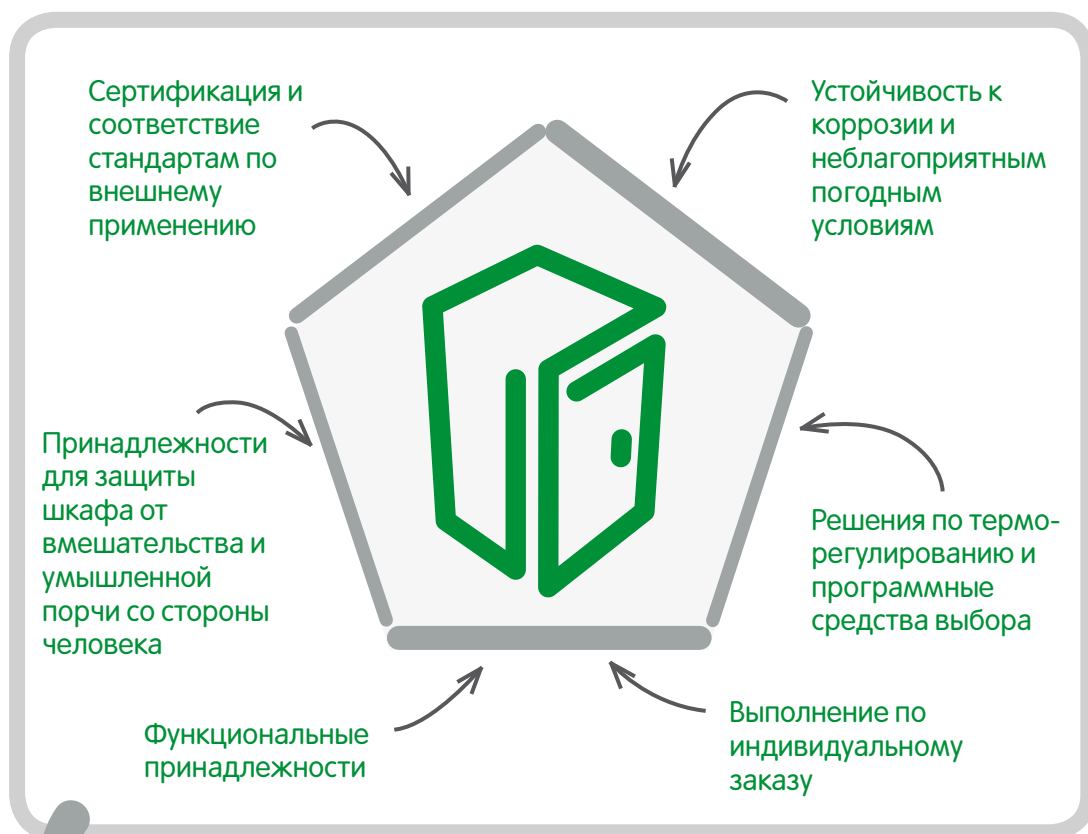 Сертификация и
соответствие
стандартам по
внешнему
применению
Устойчивость к
коррозии и
неблагоприятным
погодным
условиям
Принадлежности
для защиты
шкафа от
вмешательства и
умышленной
порчи со стороны
человека
Решения по термо-
регулированию и
программные
средства выбора
Функциональные
принадлежности
Выполнение по
индивидуальному
заказу